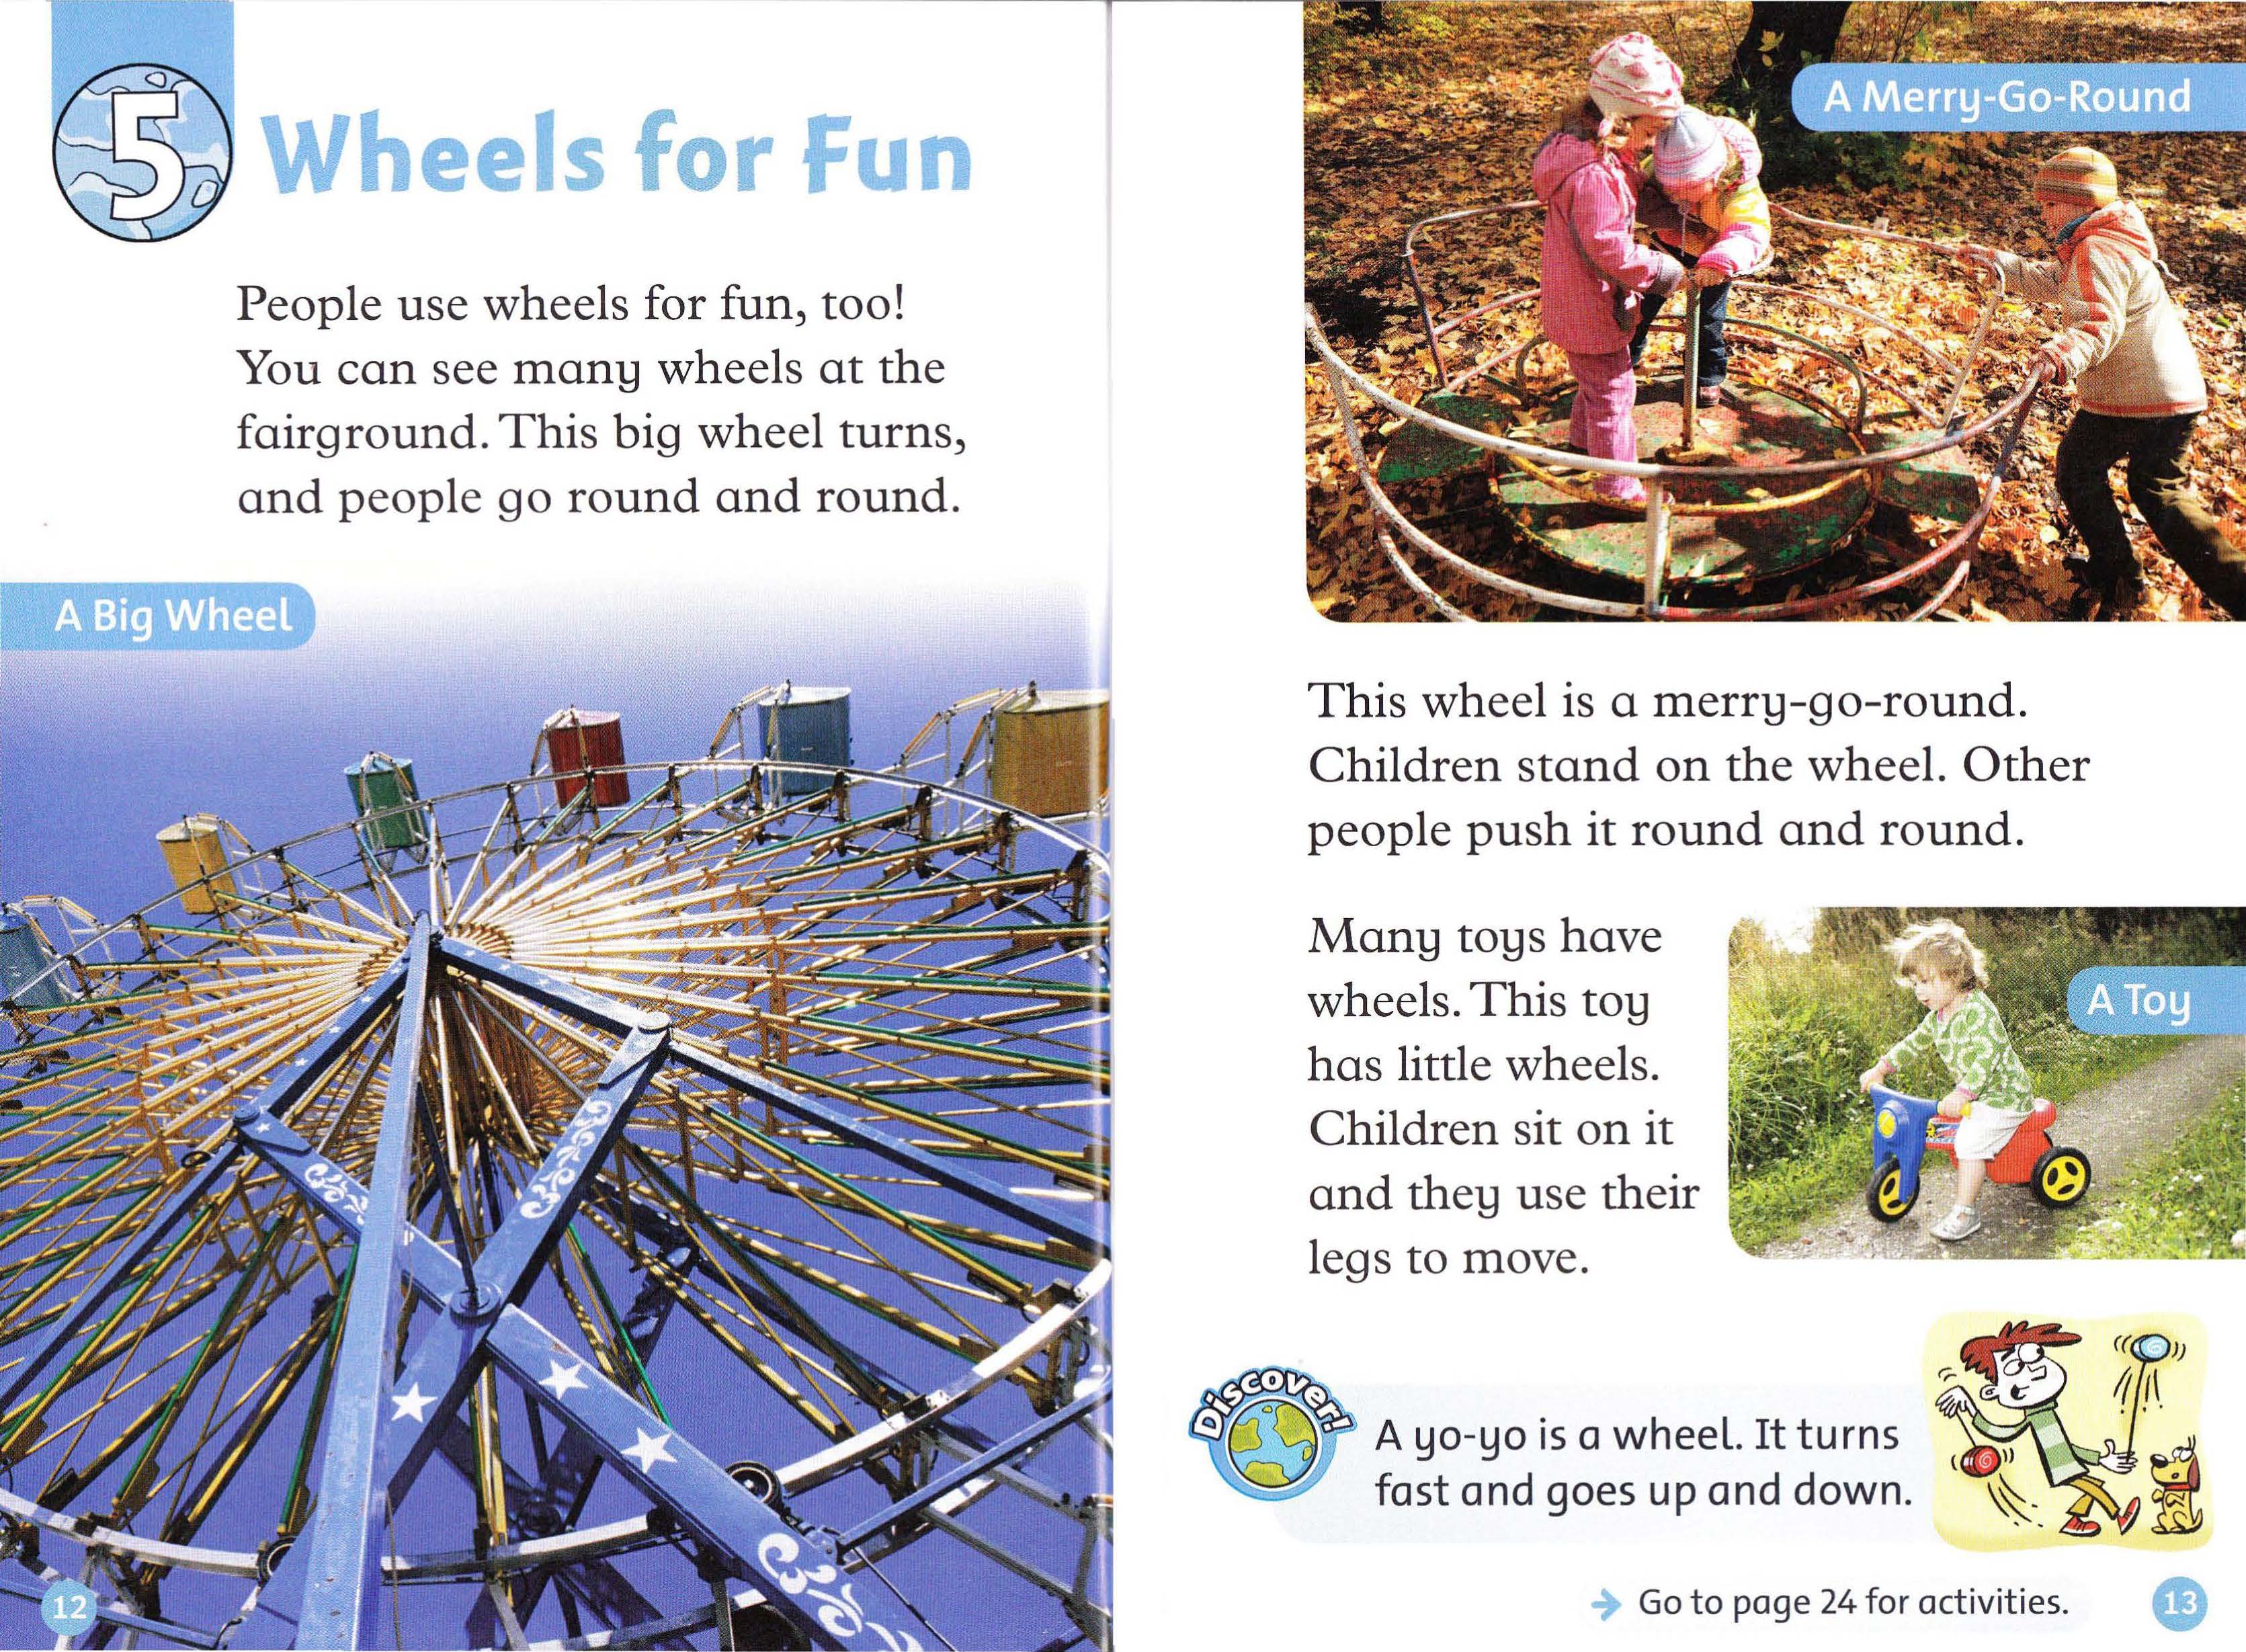 5
Wheels for Fun
People use wheels for fun, too!
You can see many wheels at the
fairground. This big wheel turns,
and people go round and round.
A Big Wheel
12
A Merry-Go-Round
This wheel is a merry-go-round.
Children stand on the wheel. Other
people push it round and round.
Many toys have
wheels. This toy
has little wheels.
Children sit on it
and they use their
legs to move.
A Toy
Discover!
A yo-yo is a wheel. It turns
fast and goes up and down.
→ Go to page 24 for activities.
13